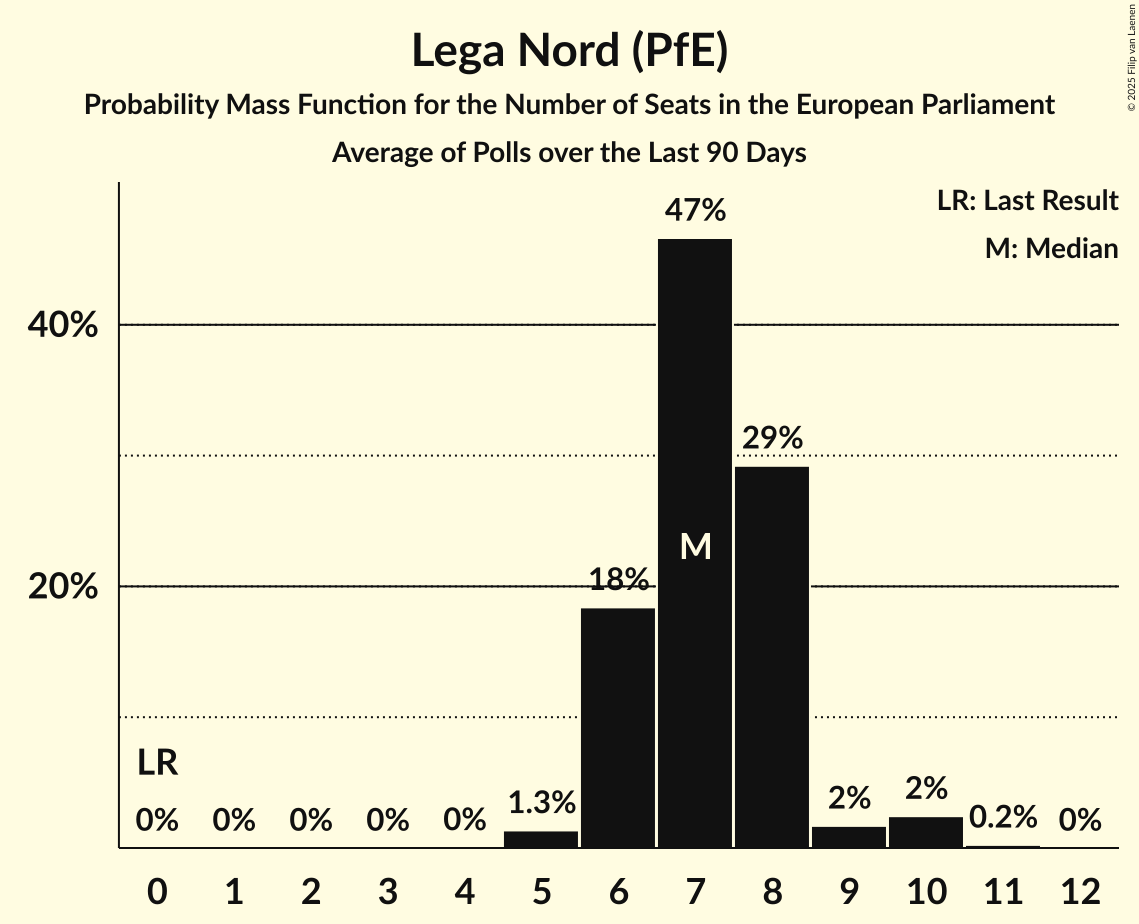 Lega Nord (PfE)
Probability Mass Function for the Number of Seats in the European Parliament
Average of Polls over the Last 90 Days
© 2025 Filip van Laenen
LR: Last Result
M: Median
47%
40%
29%
M
20%
18%
LR
0% 0% 0% 0% 0% 1.3% 2% 2% 0.2% 0%
0 1 2 3 4 5 6 7 8 9 10 11 12